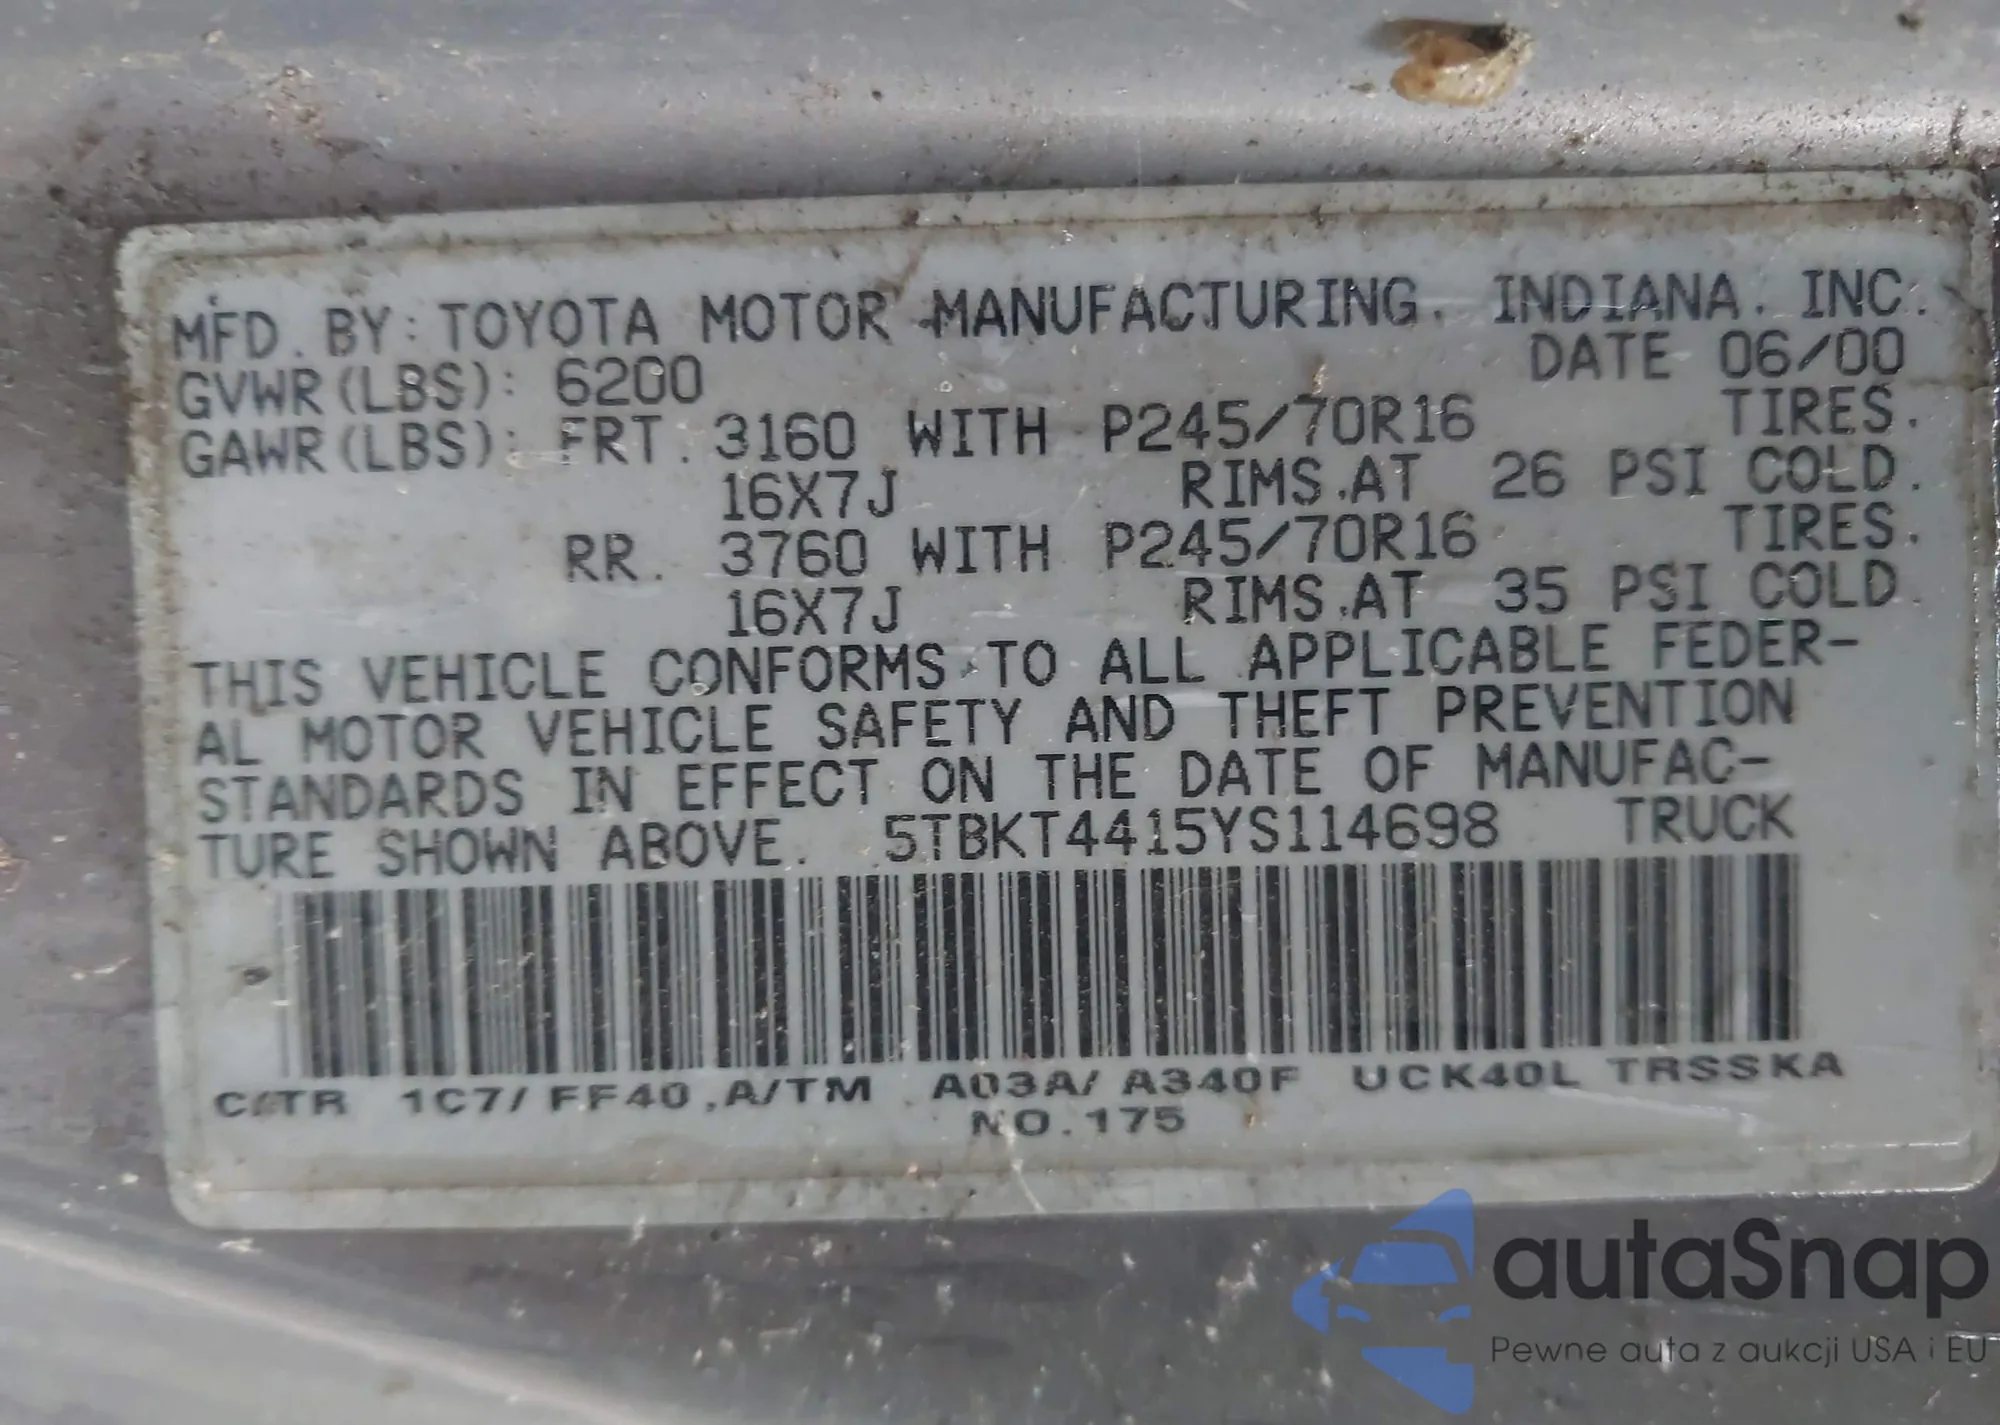 MFD. BY: TOYOTA MOTOR MANUFACTURING, INDIANA, INC.
GVWR(LBS): 6200 DATE 06/00
GAWR(LBS): FRT. 3160 WITH P245/70R16 TIRES,
16X7J RIMS,AT 26 PSI COLD.
RR. 3760 WITH P245/70R16 TIRES,
16X7J RIMS,AT 35 PSI COLD.
THIS VEHICLE CONFORMS TO ALL APPLICABLE FEDER-
AL MOTOR VEHICLE SAFETY AND THEFT PREVENTION
STANDARDS IN EFFECT ON THE DATE OF MANUFAC-
TURE SHOWN ABOVE. 5TBKT4415YS114698 TRUCK
C/TR 1C7/FF40,A/TM A03A/A340F UCK40L TRSSKA
NO.175
autaSnap
Pewne auta z aukcji USA i EU